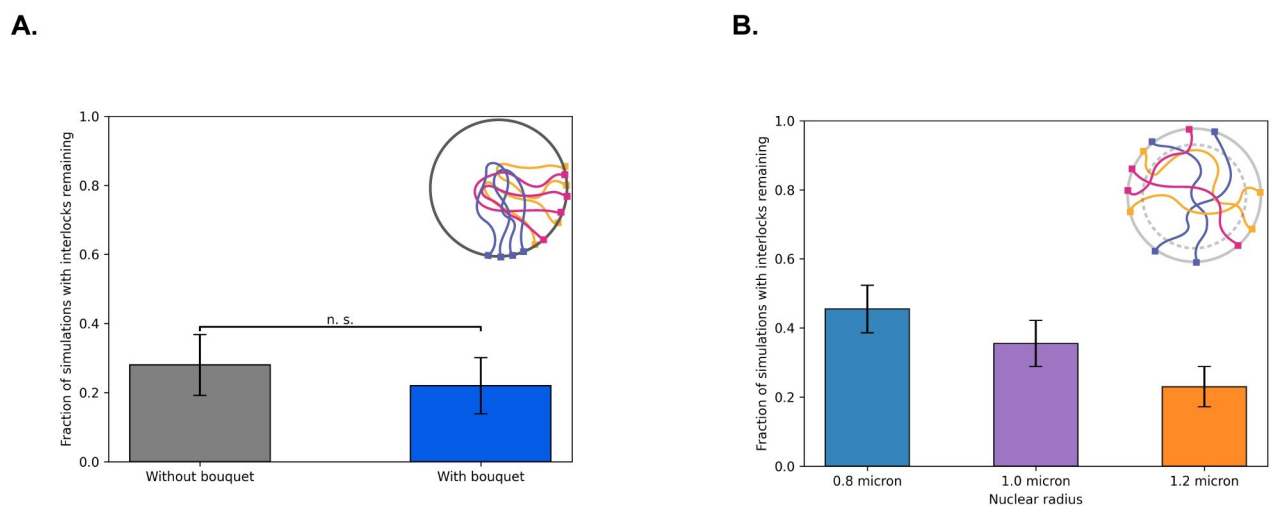 A.
Fraction of simulations with interlocks remaining
1.0
0.8
0.6
0.4
0.2
0.0
n. s.
Without bouquet
With bouquet
B.
Fraction of simulations with interlocks remaining
1.0
0.8
0.6
0.4
0.2
0.0
0.8 micron
1.0 micron
1.2 micron
Nuclear radius